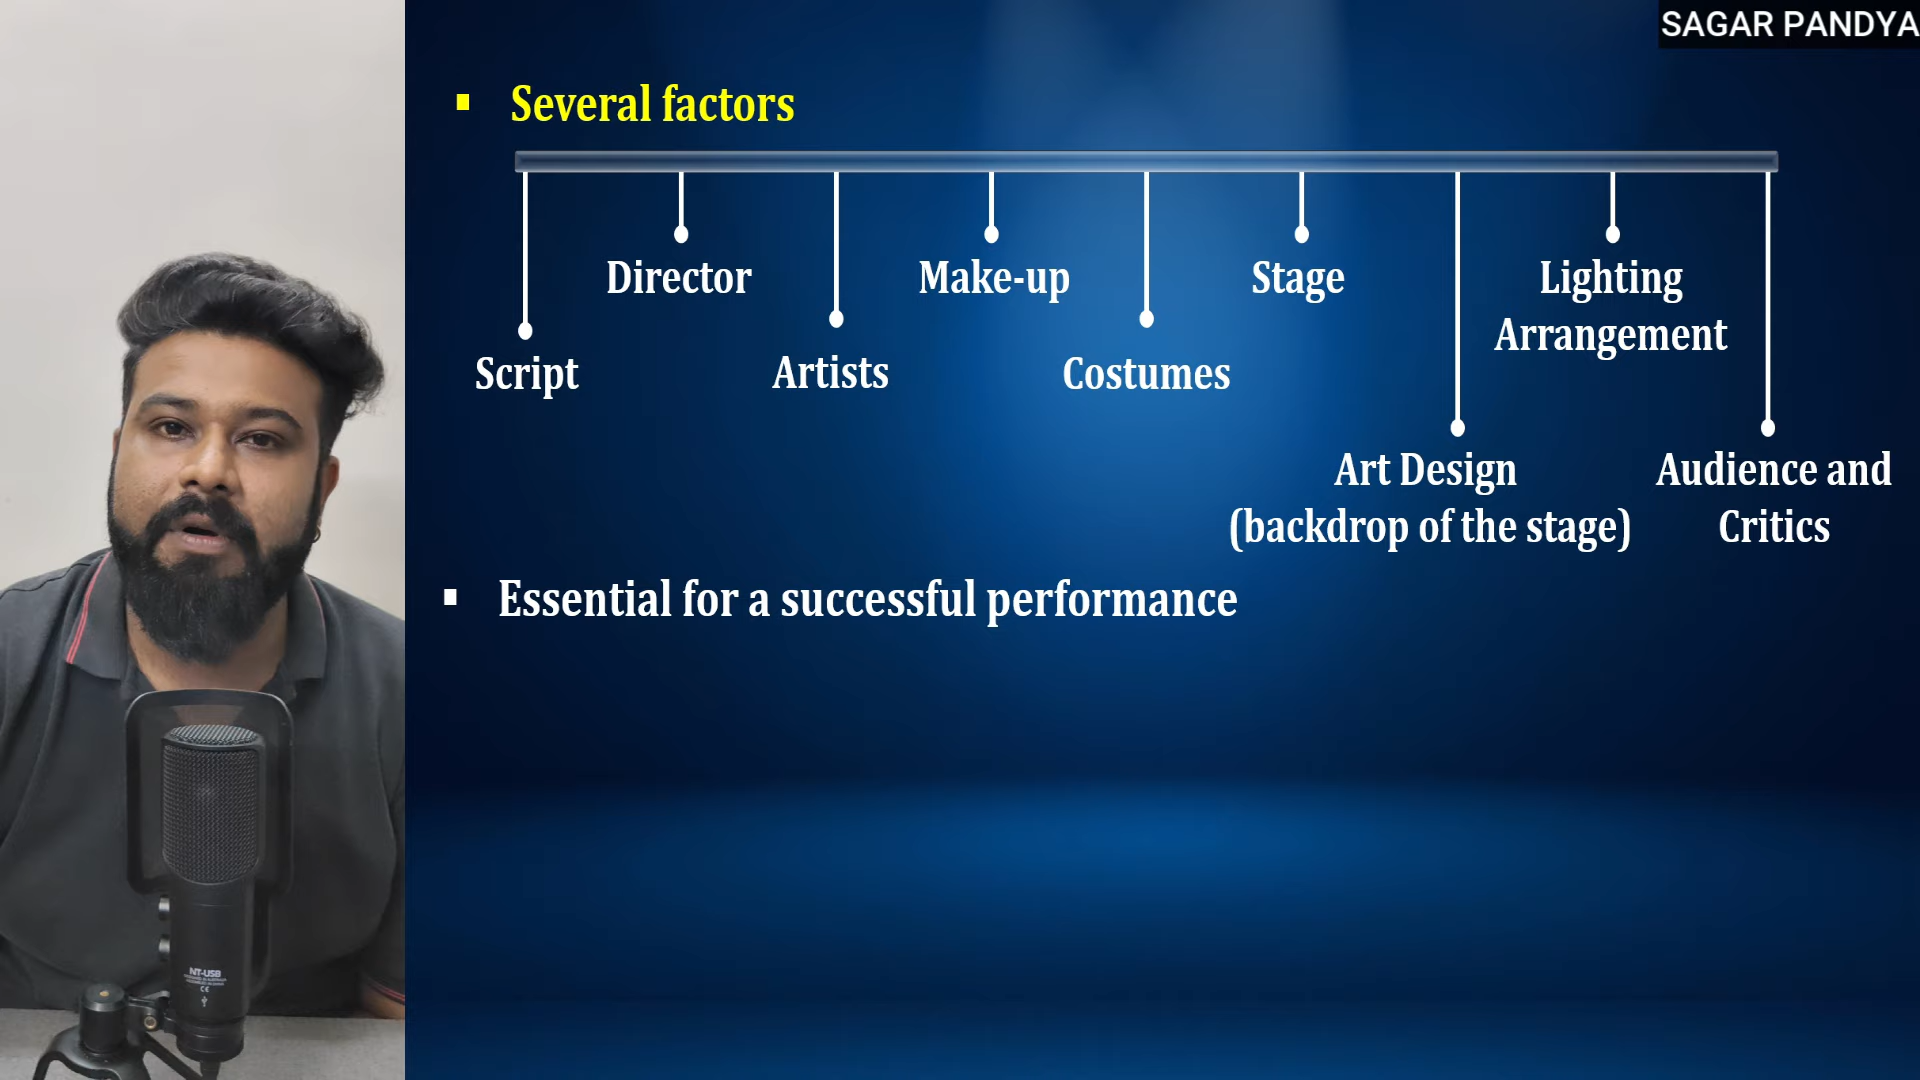 SAGAR PANDYA
▪ Several factors
Script
Director
Artists
Make-up
Costumes
Stage
Art Design
(backdrop of the stage)
Lighting
Arrangement
Audience and
Critics
▪ Essential for a successful performance
NT-USB
CE